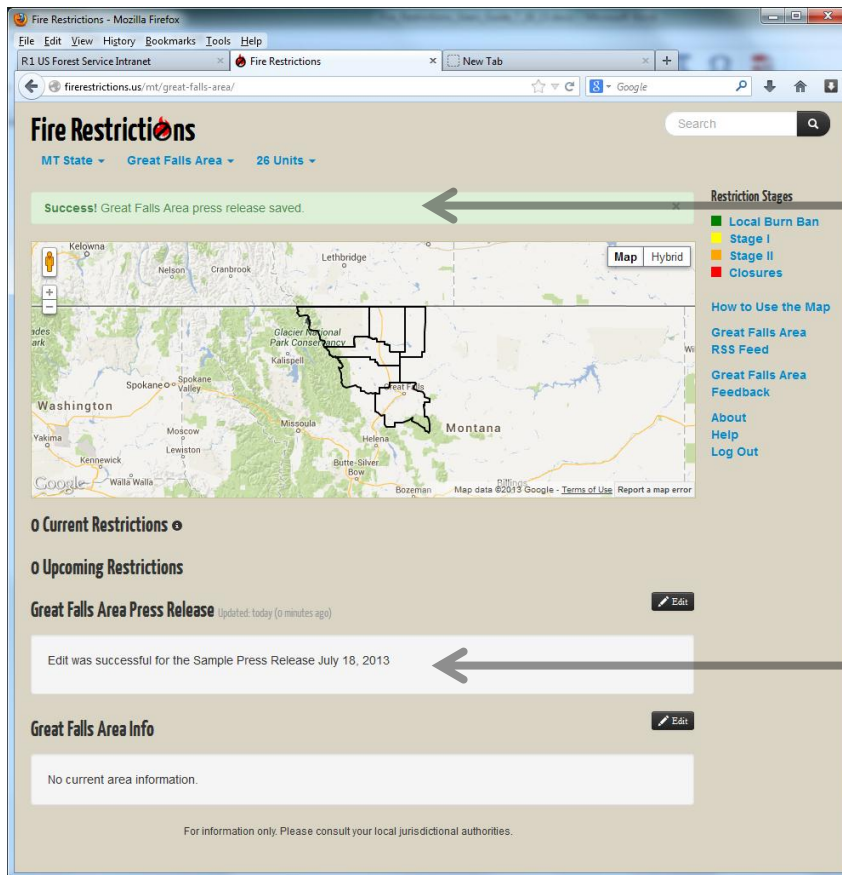 Fire Restrictions - Mozilla Firefox
File Edit View History Bookmarks Tools Help
R1 US Forest Service Intranet
Fire Restrictions
New Tab
firerestrictions.us/mt/great-falls-area/
Google
Fire Restrictions
Search
MT State
Great Falls Area
26 Units
Success! Great Falls Area press release saved.
Restriction Stages
Local Burn Ban
Stage I
Stage II
Closures
How to Use the Map
Great Falls Area
RSS Feed
Great Falls Area
Feedback
About
Help
Log Out
Map Hybrid
Kelowna
Nelson
Cranbrook
Lethbridge
ades
ark
Glacier National
Park Conservancy
Kalispell
Wi
Spokane
Spokane
Valley
Great Falls
Washington
Moscow
Missoula
Montana
Yakima
Lewiston
Helena
Kennewick
Butte-Silver
Bow
Walla Walla
Google
Bozeman
Billings
Map data ©2013 Google - Terms of Use Report a map error
0 Current Restrictions
0 Upcoming Restrictions
Great Falls Area Press Release Updated: today (0 minutes ago)
Edit
Edit was successful for the Sample Press Release July 18, 2013
Great Falls Area Info
Edit
No current area information.
For information only. Please consult your local jurisdictional authorities.